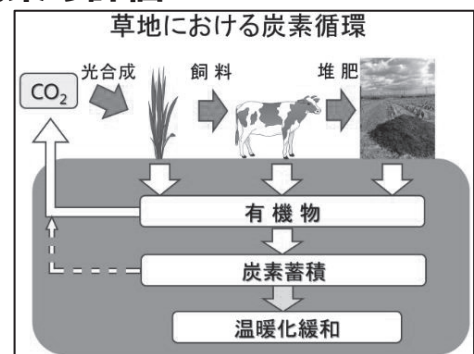 草地における炭素循環
CO₂
光合成
飼料
堆肥
有機物
炭素蓄積
温暖化緩和